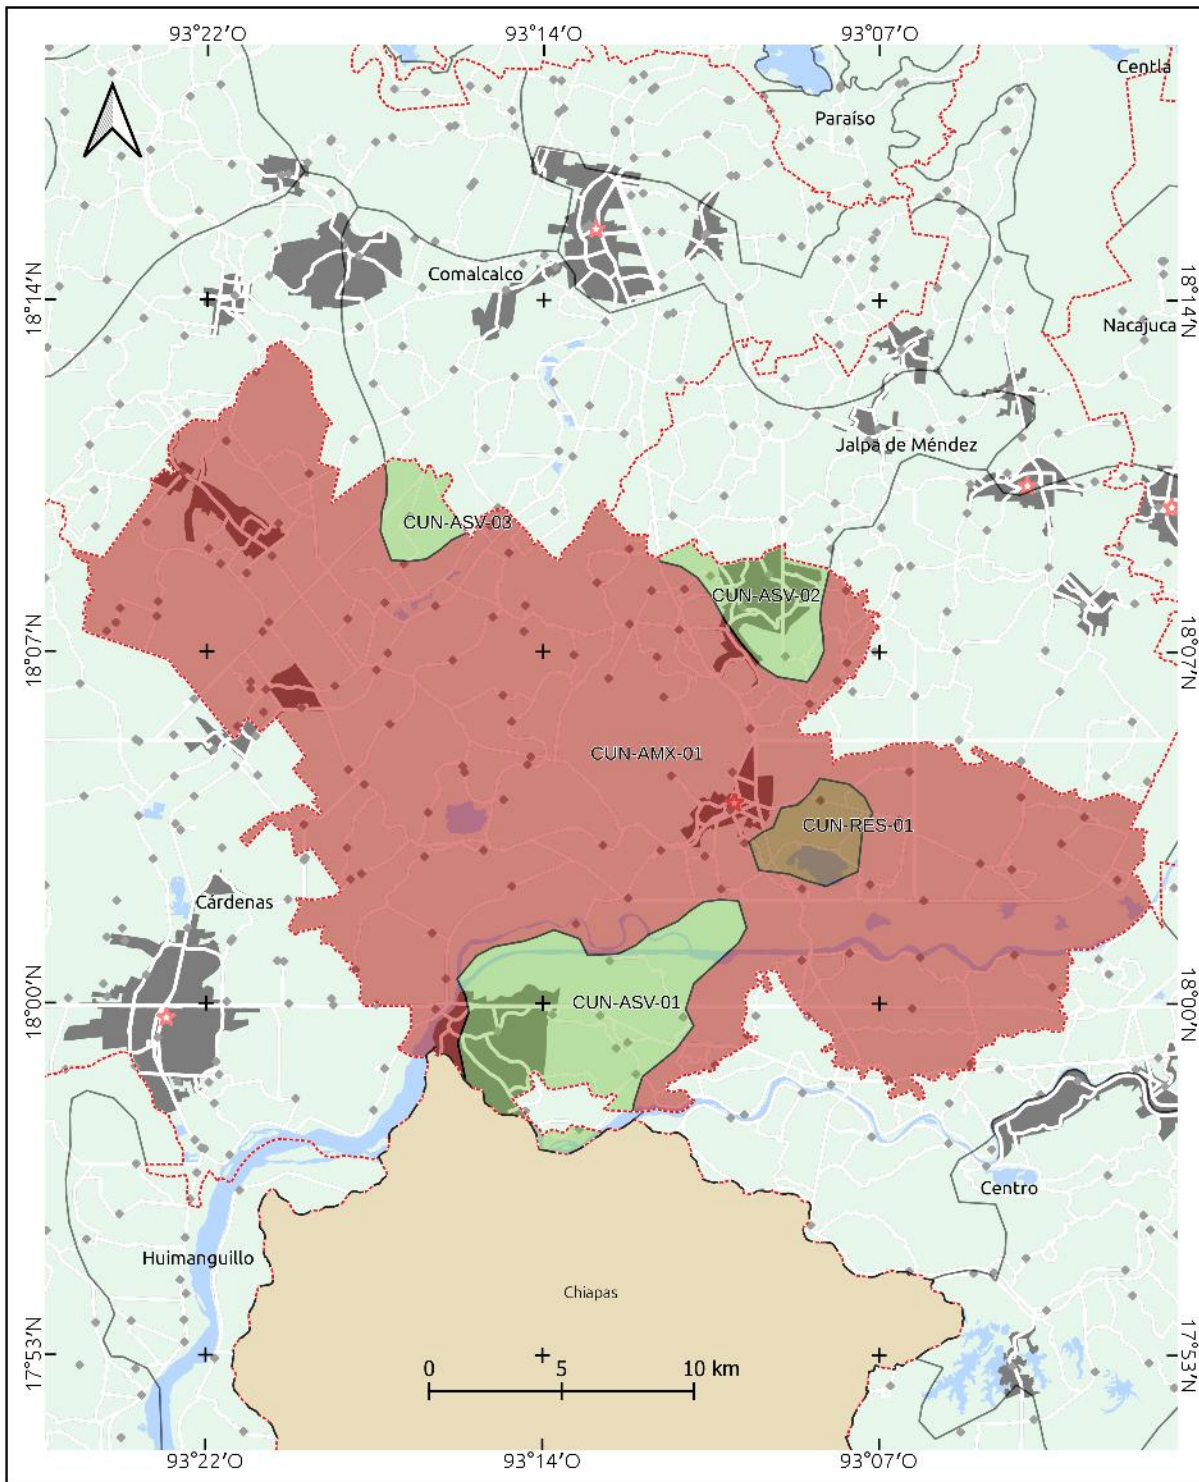 93°22'O
93°14'O
93°07'O
Centla
Paraíso
Comalcalco
18°14'N
18°14'N
Nacajuca
Jalpa de Méndez
CUN-ASV-03
CUN-ASV-02
18°07'N
18°07'N
CUN-AMX-01
CUN-RES-01
Cárdenas
18°00'N
CUN-ASV-01
18°00'N
Centro
Huimanguillo
Chiapas
17°53'N
17°53'N
0 5 10 km
93°22'O
93°14'O
93°07'O